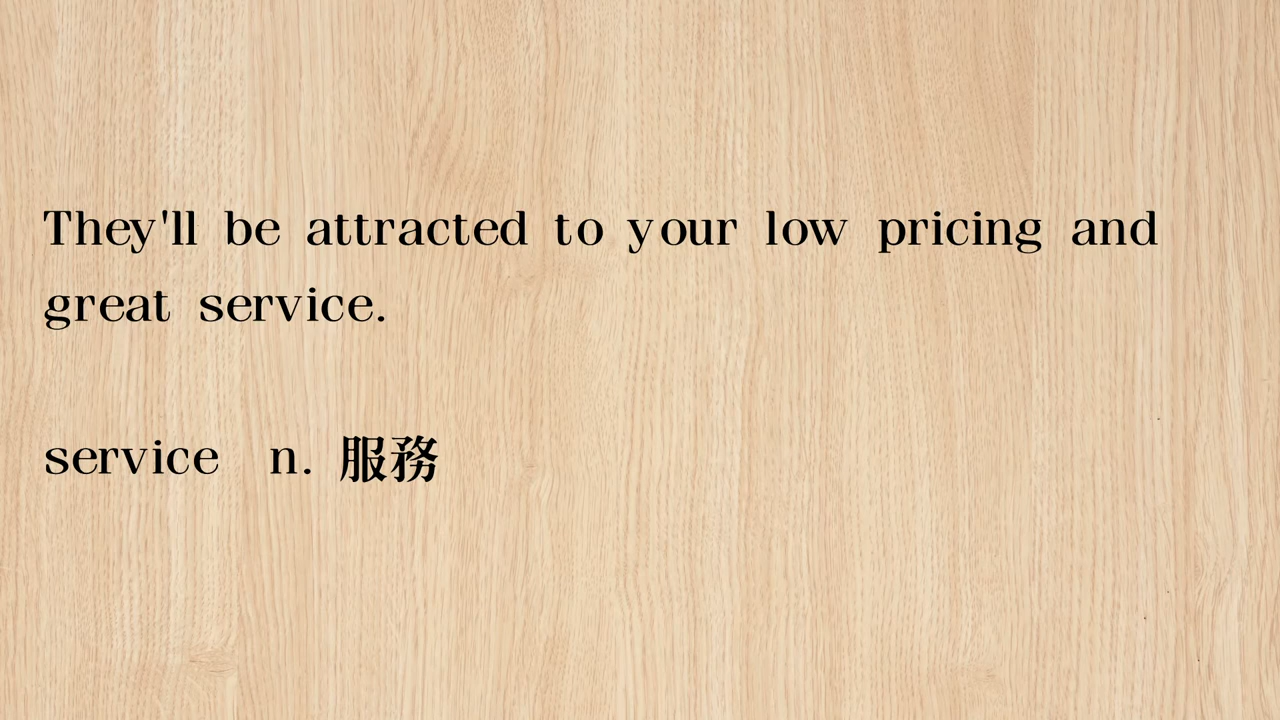 They'll be attracted to your low pricing and
great service.
service n. 服務